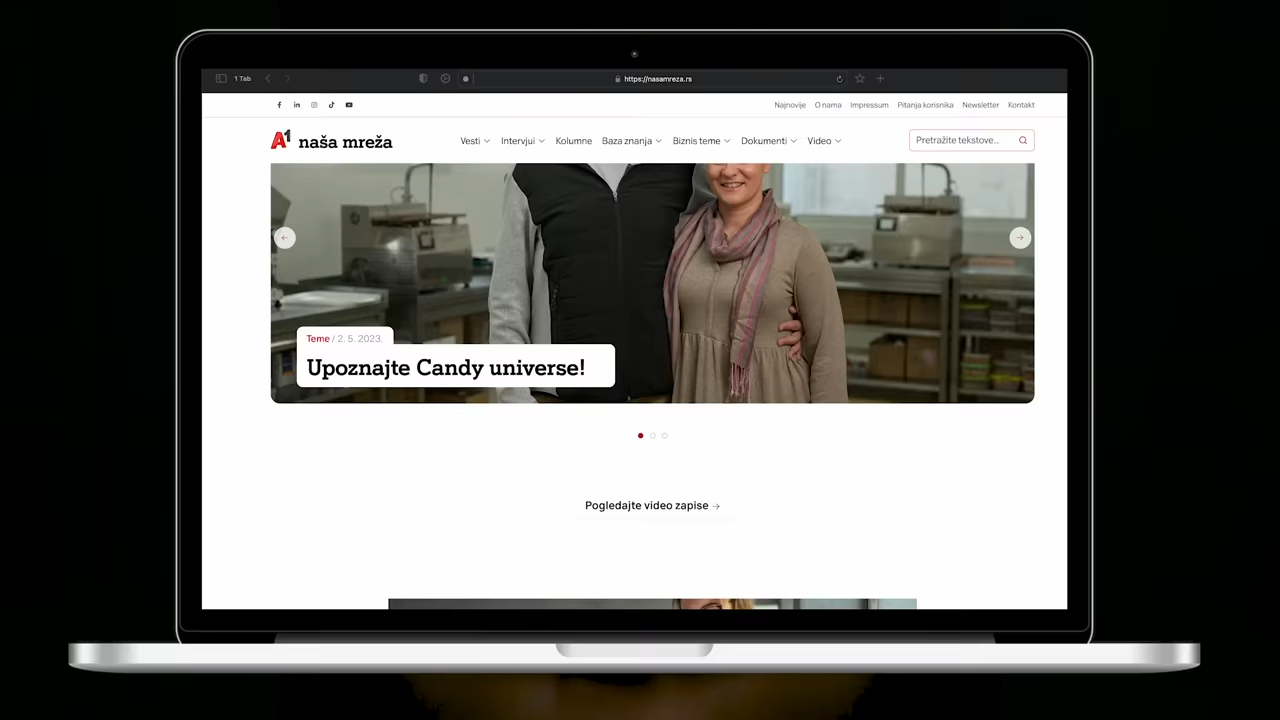 1 Tab
https://nasamreza.rs
Najnovije O nama Impressum Pitanja korisnika Newsletter Kontakt
A1 naša mreža
Vesti Intervjui Kolumne Baza znanja Biznis teme Dokumenti Video
Pretražite tekstove..
Teme / 2. 5. 2023.
Upoznajte Candy universe!
Pogledajte video zapise →